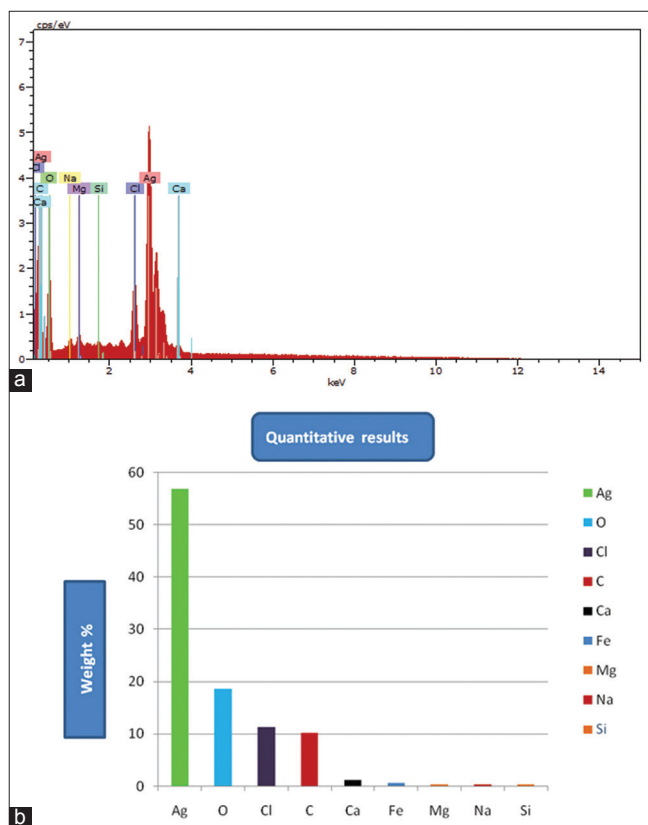 cps/eV
7
6
5
4
3
2
1
0
Ag
Cl
C
Ca
O
Na
Mg
Si
Cl
Ag
Ca
2 4 6 8 10 12 14
keV
a
Quantitative results
Weight %
60
50
40
30
20
10
0
Ag O Cl C Ca Fe Mg Na Si
Ag
O
Cl
C
Ca
Fe
Mg
Na
Si
b